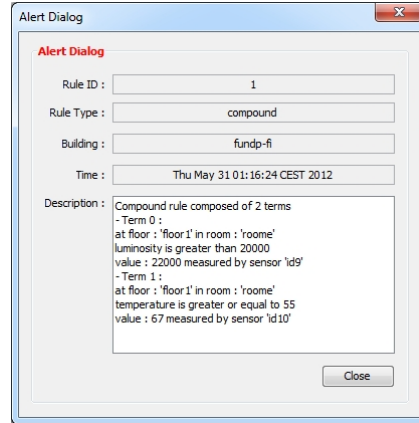 Alert Dialog
Alert Dialog
Rule ID : 1
Rule Type : compound
Building : fundp-fi
Time : Thu May 31 01:16:24 CEST 2012
Description : Compound rule composed of 2 terms
- Term 0 :
at floor : 'floor1' in room : 'roome'
luminosity is greater than 20000
value : 22000 measured by sensor 'id9'
- Term 1 :
at floor : 'floor1' in room : 'roome'
temperature is greater or equal to 55
value : 67 measured by sensor 'id10'
Close